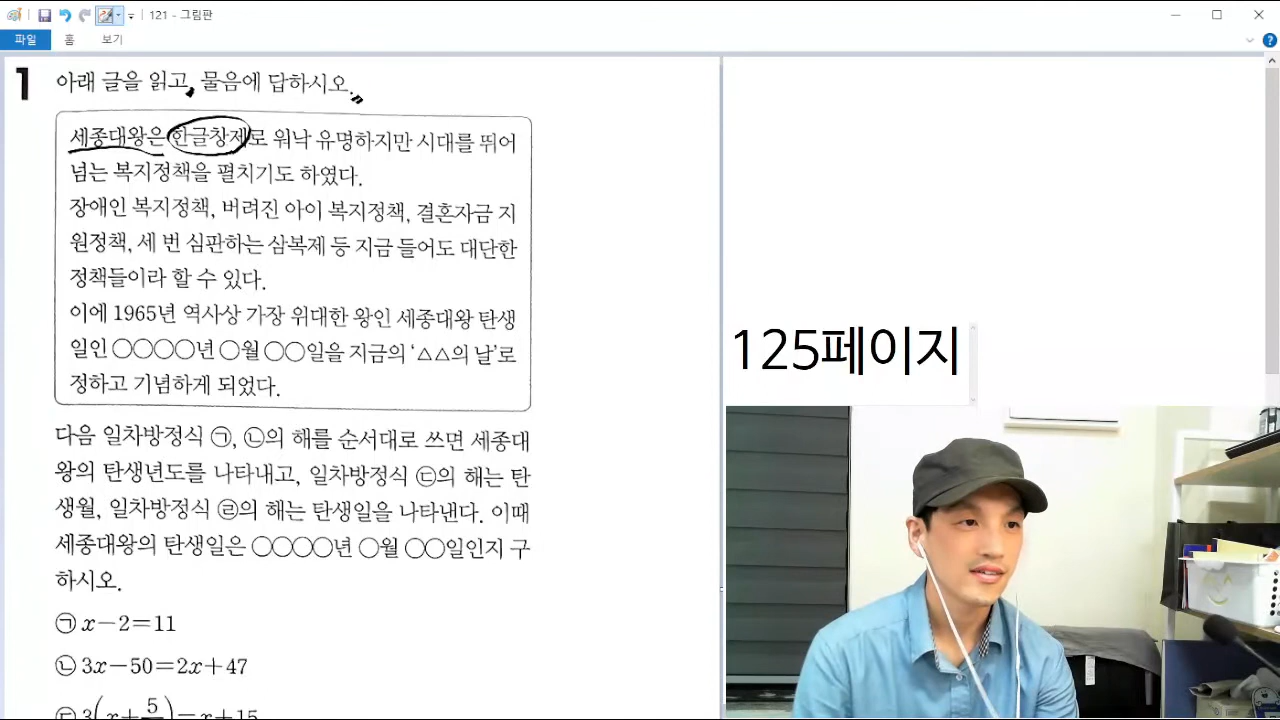 121 - 그림판
파일 홈 보기
1 아래 글을 읽고, 물음에 답하시오.
세종대왕은 한글창제로 워낙 유명하지만 시대를 뛰어
넘는 복지정책을 펼치기도 하였다.
장애인 복지정책, 버려진 아이 복지정책, 결혼자금 지
원정책, 세 번 심판하는 삼복제 등 지금 들어도 대단한
정책들이라 할 수 있다.
이에 1965년 역사상 가장 위대한 왕인 세종대왕 탄생
일인 ○○○○년 ○월 ○○일을 지금의 ‘△△의 날’로
정하고 기념하게 되었다.
다음 일차방정식 ㉠, ㉡의 해를 순서대로 쓰면 세종대
왕의 탄생년도를 나타내고, 일차방정식 ㉢의 해는 탄
생월, 일차방정식 ㉣의 해는 탄생일을 나타낸다. 이때
세종대왕의 탄생일은 ○○○○년 ○월 ○○일인지 구
하시오.
㉠ x-2=11
㉡ 3x-50=2x+47
㉢ 3(x+5/)=x+15
125페이지